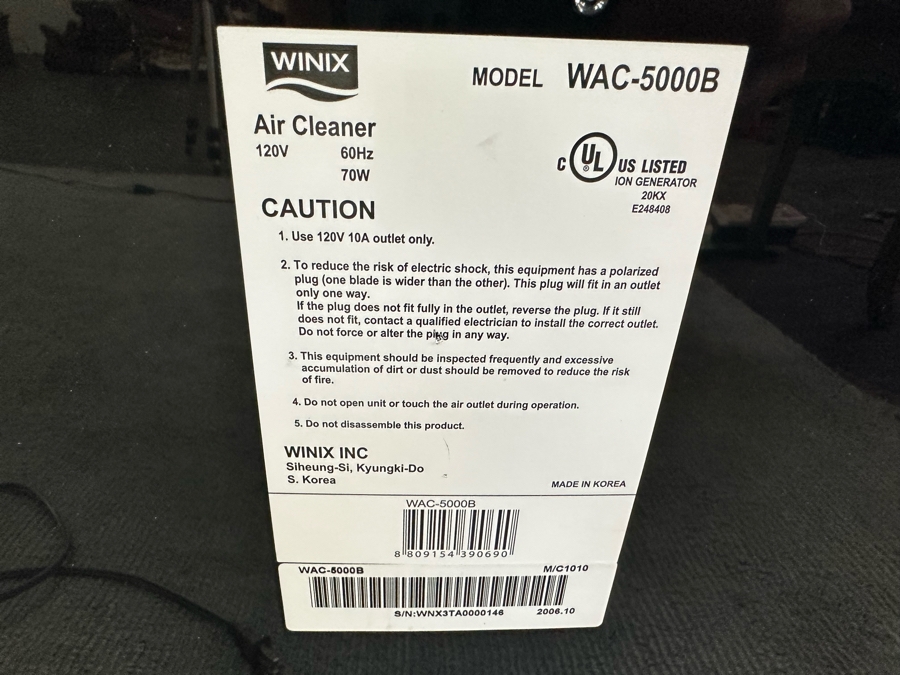 WINIX
MODEL WAC-5000B
Air Cleaner
120V 60Hz
70W
C UL ® US LISTED
ION GENERATOR
20KX
E248408
CAUTION
1. Use 120V 10A outlet only.
2. To reduce the risk of electric shock, this equipment has a polarized
plug (one blade is wider than the other). This plug will fit in an outlet
only one way.
If the plug does not fit fully in the outlet, reverse the plug. If it still
does not fit, contact a qualified electrician to install the correct outlet.
Do not force or alter the plug in any way.
3. This equipment should be inspected frequently and excessive
accumulation of dirt or dust should be removed to reduce the risk
of fire.
4. Do not open unit or touch the air outlet during operation.
5. Do not disassemble this product.
WINIX INC
Siheung-Si, Kyungki-Do
S. Korea
MADE IN KOREA
WAC-5000B
8 809154 390690
WAC-5000B M/C1010
S/N:WNX3TA0000146 2006.10